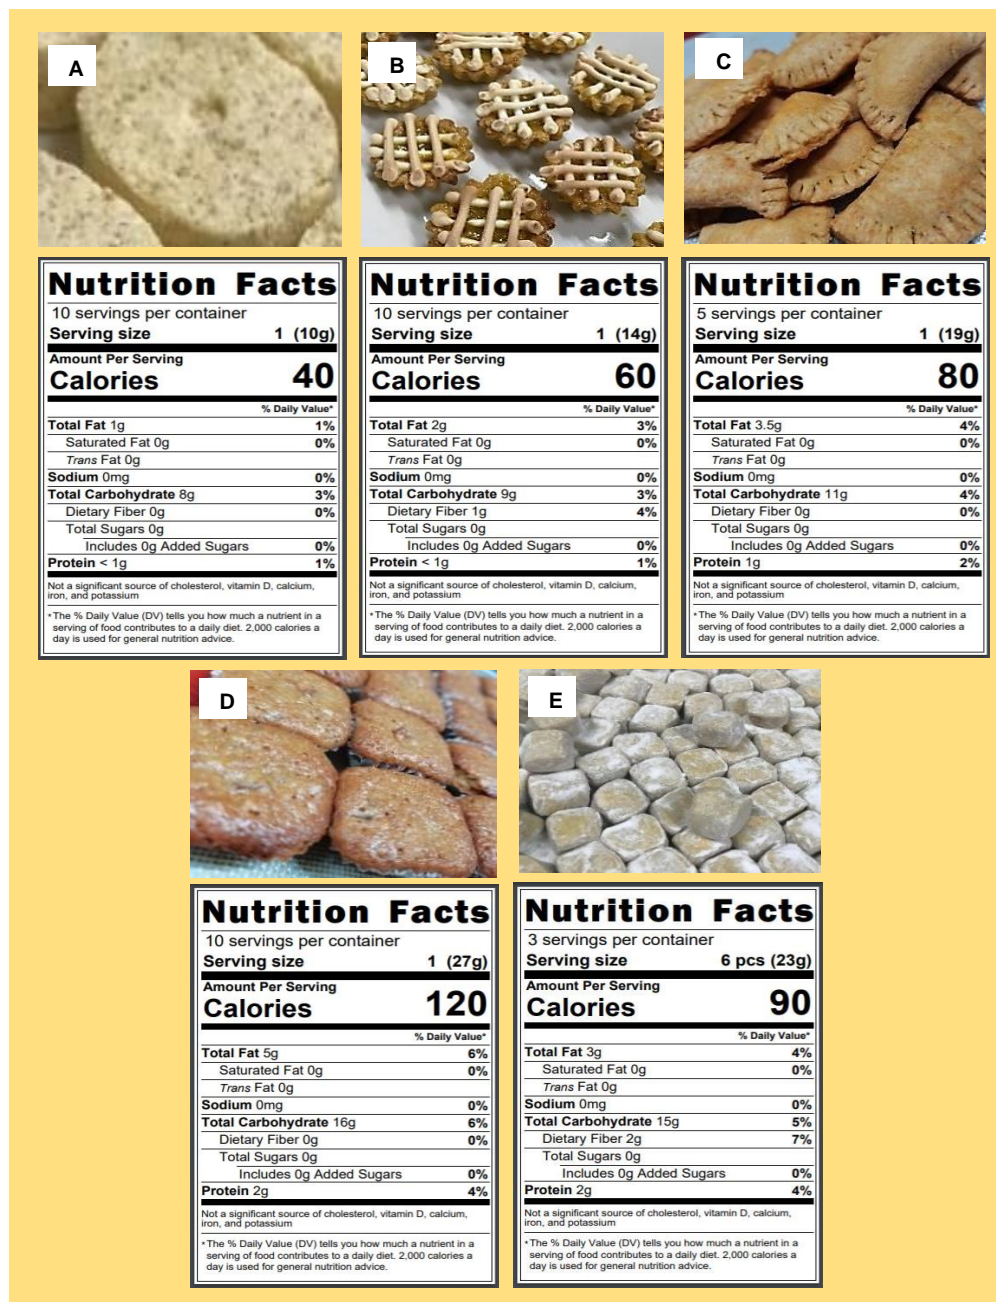 A
B
C
Nutrition Facts
10 servings per container
Serving size 1 (10g)
Amount Per Serving
Calories 40
% Daily Value*
Total Fat 1g 1%
Saturated Fat 0g 0%
Trans Fat 0g
Sodium 0mg 0%
Total Carbohydrate 8g 3%
Dietary Fiber 0g 0%
Total Sugars 0g
Includes 0g Added Sugars 0%
Protein < 1g 1%
Not a significant source of cholesterol, vitamin D, calcium,
iron, and potassium
*The % Daily Value (DV) tells you how much a nutrient in a
serving of food contributes to a daily diet. 2,000 calories a
day is used for general nutrition advice.
Nutrition Facts
10 servings per container
Serving size 1 (14g)
Amount Per Serving
Calories 60
% Daily Value*
Total Fat 2g 3%
Saturated Fat 0g 0%
Trans Fat 0g
Sodium 0mg 0%
Total Carbohydrate 9g 3%
Dietary Fiber 1g 4%
Total Sugars 0g
Includes 0g Added Sugars 0%
Protein < 1g 1%
Not a significant source of cholesterol, vitamin D, calcium,
iron, and potassium
*The % Daily Value (DV) tells you how much a nutrient in a
serving of food contributes to a daily diet. 2,000 calories a
day is used for general nutrition advice.
Nutrition Facts
5 servings per container
Serving size 1 (19g)
Amount Per Serving
Calories 80
% Daily Value*
Total Fat 3.5g 4%
Saturated Fat 0g 0%
Trans Fat 0g
Sodium 0mg 0%
Total Carbohydrate 11g 4%
Dietary Fiber 0g 0%
Total Sugars 0g
Includes 0g Added Sugars 0%
Protein 1g 2%
Not a significant source of cholesterol, vitamin D, calcium,
iron, and potassium
*The % Daily Value (DV) tells you how much a nutrient in a
serving of food contributes to a daily diet. 2,000 calories a
day is used for general nutrition advice.
D
E
Nutrition Facts
10 servings per container
Serving size 1 (27g)
Amount Per Serving
Calories 120
% Daily Value*
Total Fat 5g 6%
Saturated Fat 0g 0%
Trans Fat 0g
Sodium 0mg 0%
Total Carbohydrate 16g 6%
Dietary Fiber 0g 0%
Total Sugars 0g
Includes 0g Added Sugars 0%
Protein 2g 4%
Not a significant source of cholesterol, vitamin D, calcium,
iron, and potassium
*The % Daily Value (DV) tells you how much a nutrient in a
serving of food contributes to a daily diet. 2,000 calories a
day is used for general nutrition advice.
Nutrition Facts
3 servings per container
Serving size 6 pcs (23g)
Amount Per Serving
Calories 90
% Daily Value*
Total Fat 3g 4%
Saturated Fat 0g 0%
Trans Fat 0g
Sodium 0mg 0%
Total Carbohydrate 15g 5%
Dietary Fiber 2g 7%
Total Sugars 0g
Includes 0g Added Sugars 0%
Protein 2g 4%
Not a significant source of cholesterol, vitamin D, calcium,
iron, and potassium
*The % Daily Value (DV) tells you how much a nutrient in a
serving of food contributes to a daily diet. 2,000 calories a
day is used for general nutrition advice.